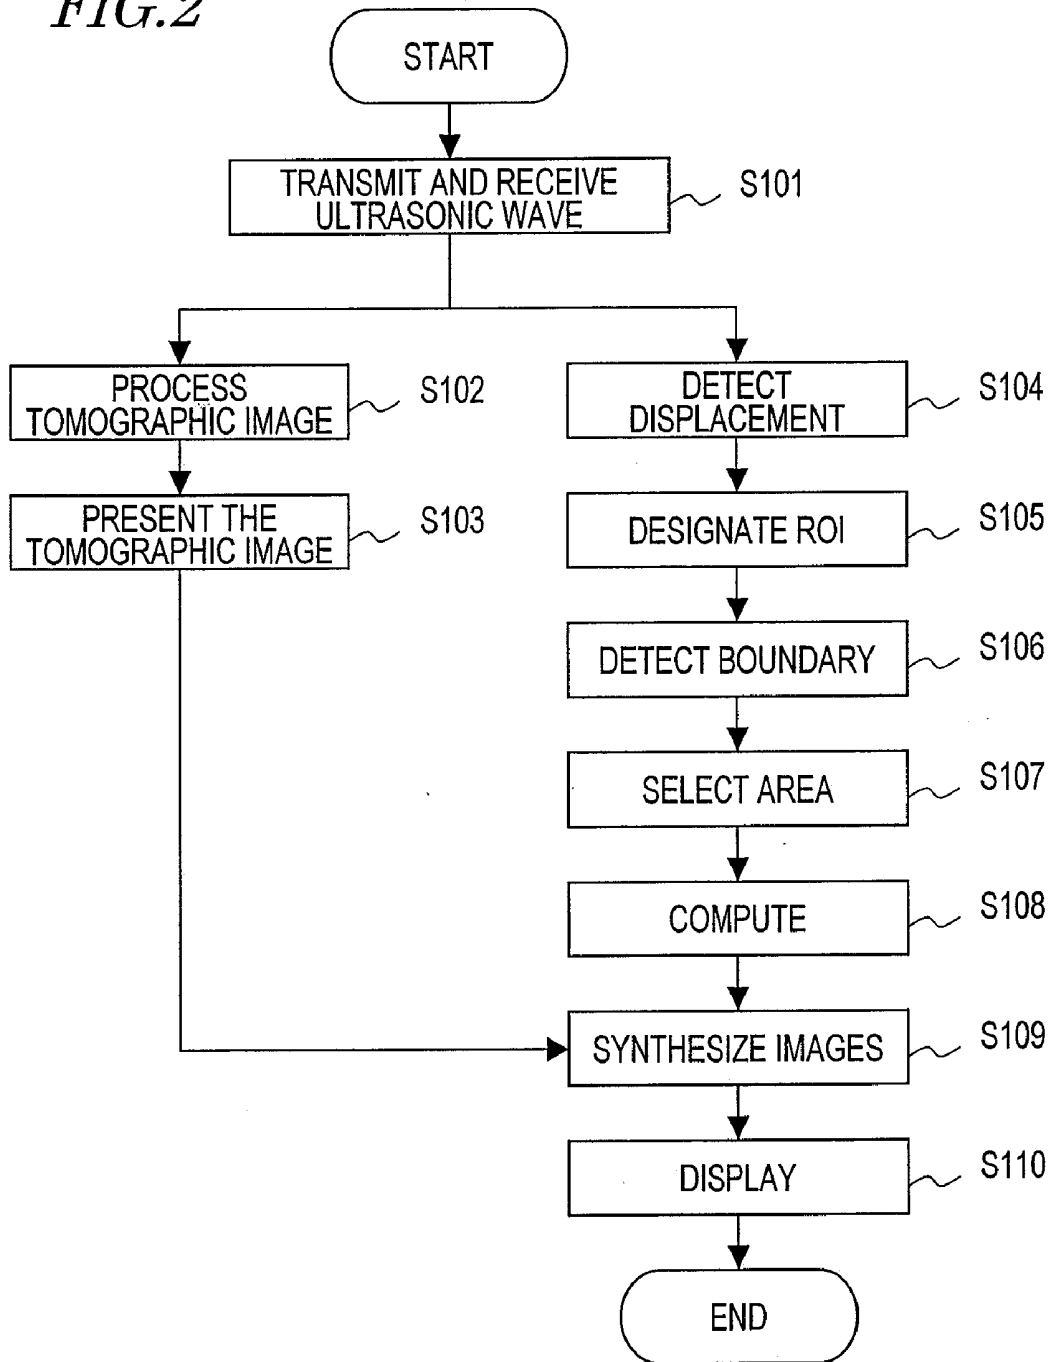 FIG.2
START
TRANSMIT AND RECEIVE
ULTRASONIC WAVE
S101
PROCESS
TOMOGRAPHIC IMAGE
S102
PRESENT THE
TOMOGRAPHIC IMAGE
S103
DETECT
DISPLACEMENT
S104
DESIGNATE ROI
S105
DETECT BOUNDARY
S106
SELECT AREA
S107
COMPUTE
S108
SYNTHESIZE IMAGES
S109
DISPLAY
S110
END